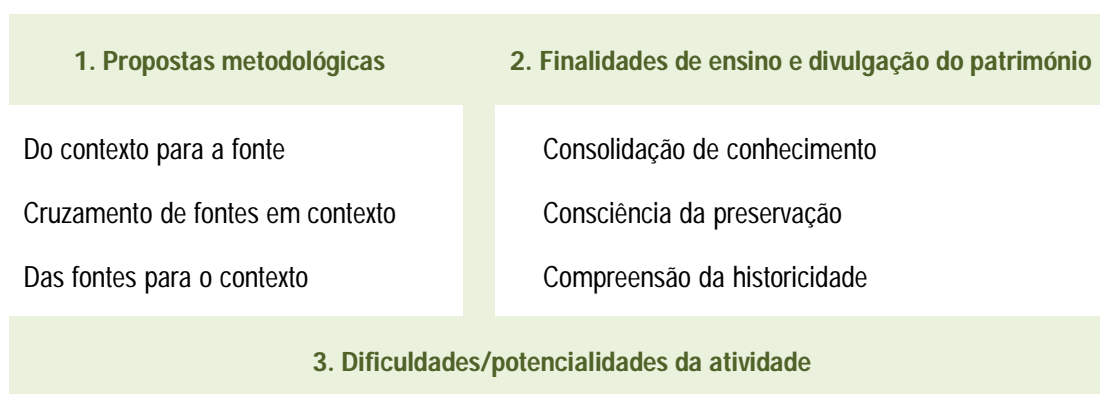 1. Propostas metodológicas
2. Finalidades de ensino e divulgação do património
Do contexto para a fonte
Cruzamento de fontes em contexto
Das fontes para o contexto
Consolidação de conhecimento
Consciência da preservação
Compreensão da historicidade
3. Dificuldades/potencialidades da atividade